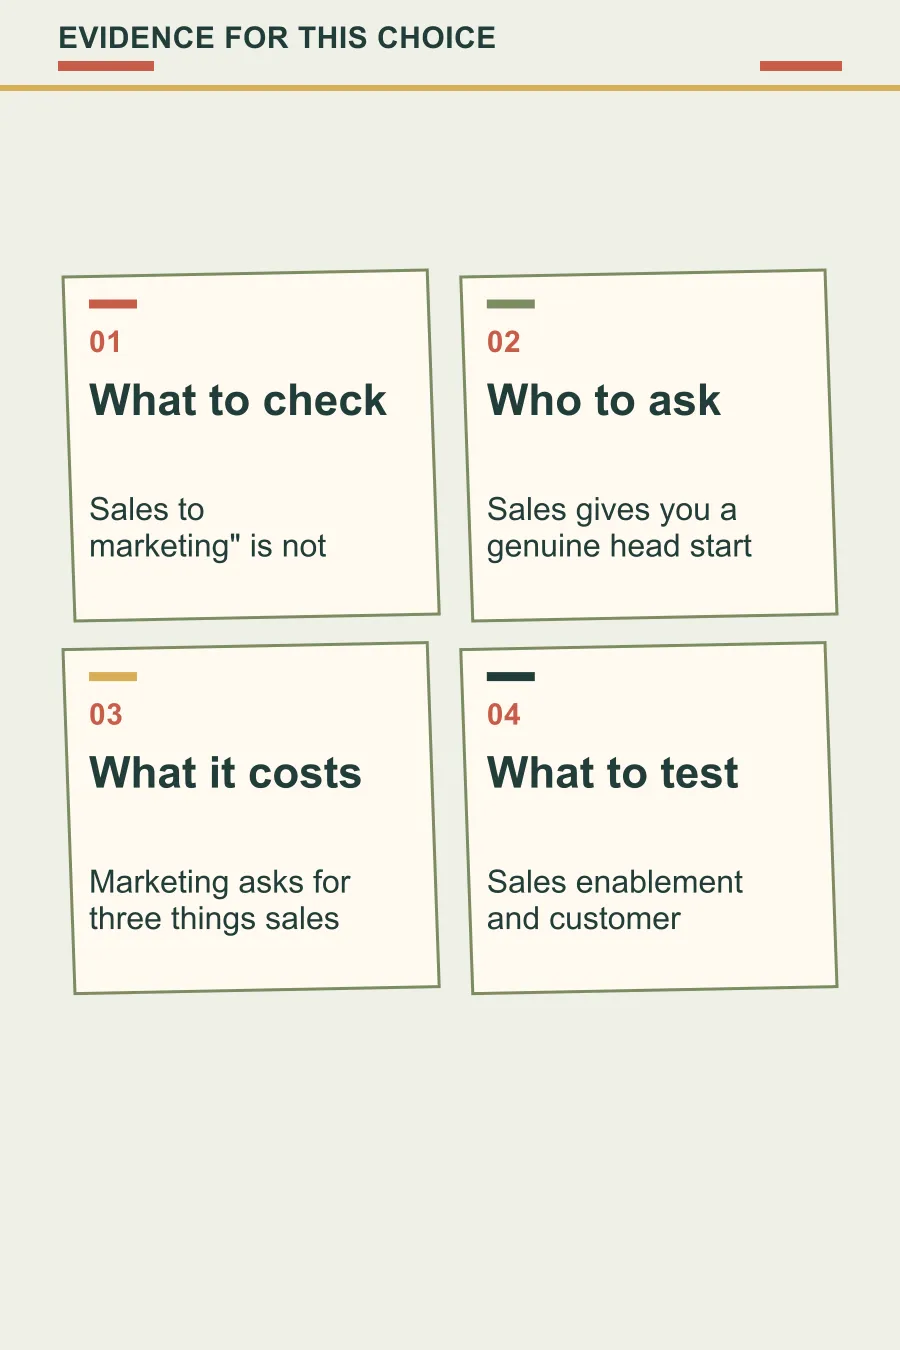 EVIDENCE FOR THIS CHOICE
01
What to check
Sales to
marketing" is not
02
Who to ask
Sales gives you a
genuine head start
03
What it costs
Marketing asks for
three things sales
04
What to test
Sales enablement
and customer